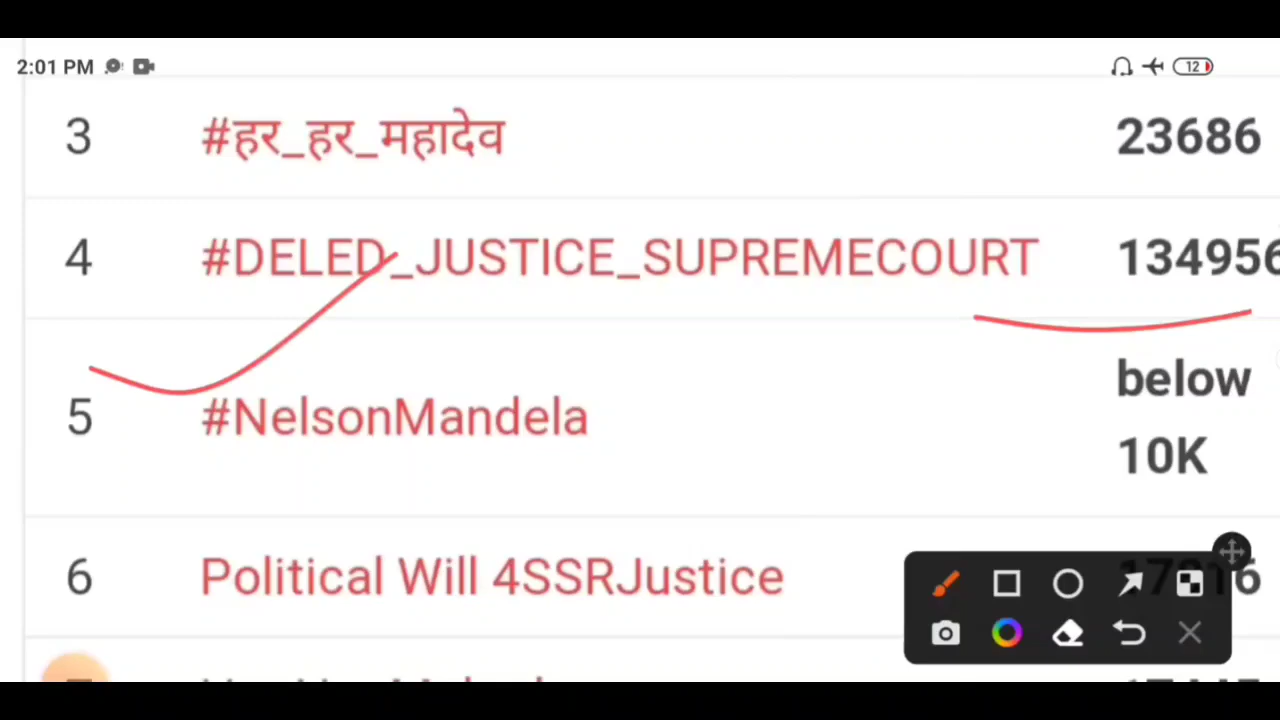 2:01 PM
12
3 #हर_हर_महादेव 23686
4 #DELED_JUSTICE_SUPREMECOURT 134956
5 #NelsonMandela below
10K
6 Political Will 4SSRJustice